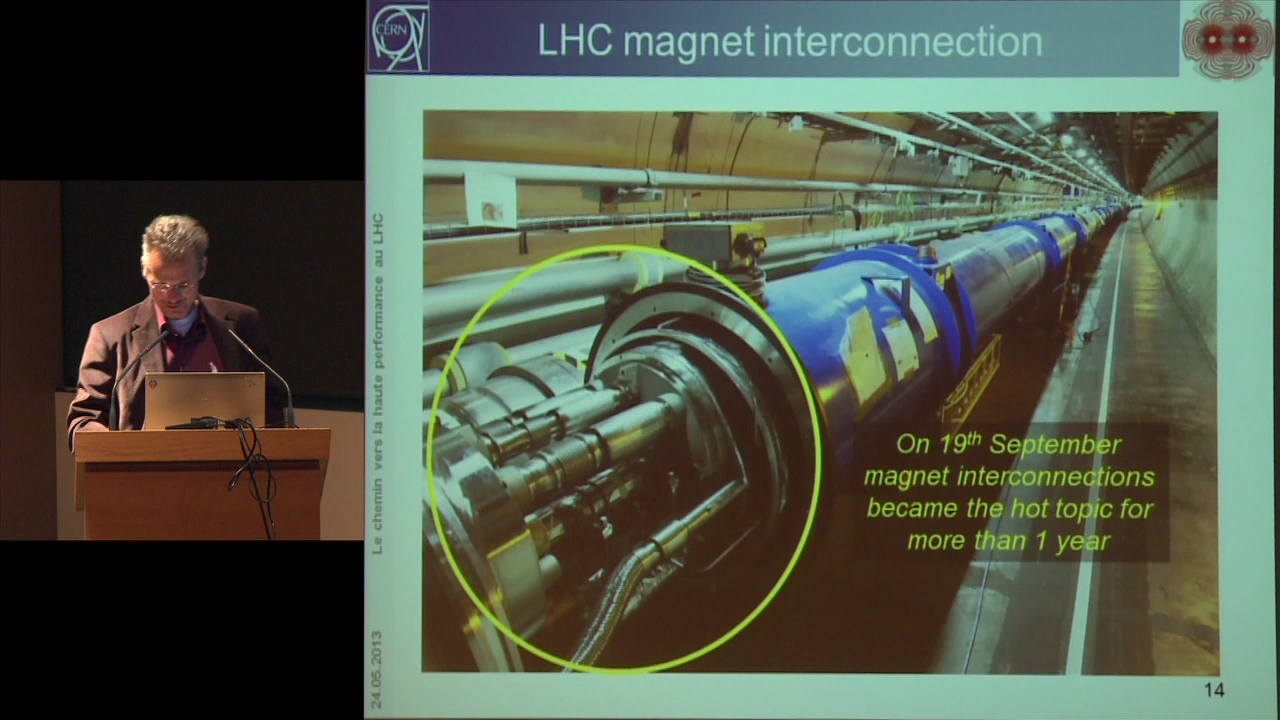 CERN
LHC magnet interconnection
Le chemin vers la haute performance au LHC
On 19th September
magnet interconnections
became the hot topic for
more than 1 year
24.05.2013
14